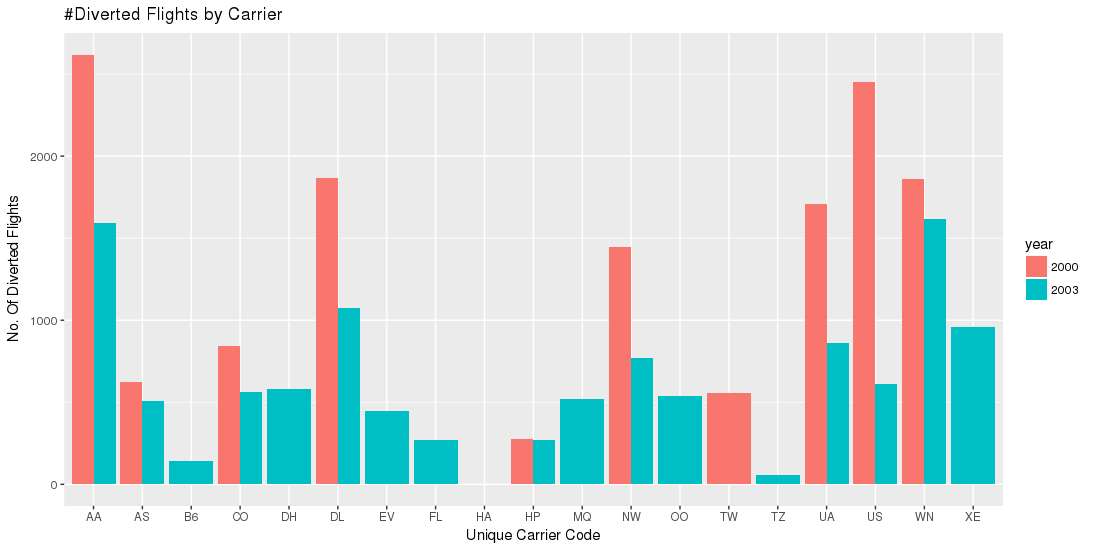 #Diverted Flights by Carrier
No. Of Diverted Flights
2000
1000
0
AA AS B6 CO DH DL EV FL HA HP MQ NW OO TW TZ UA US WN XE
Unique Carrier Code
year
2000
2003